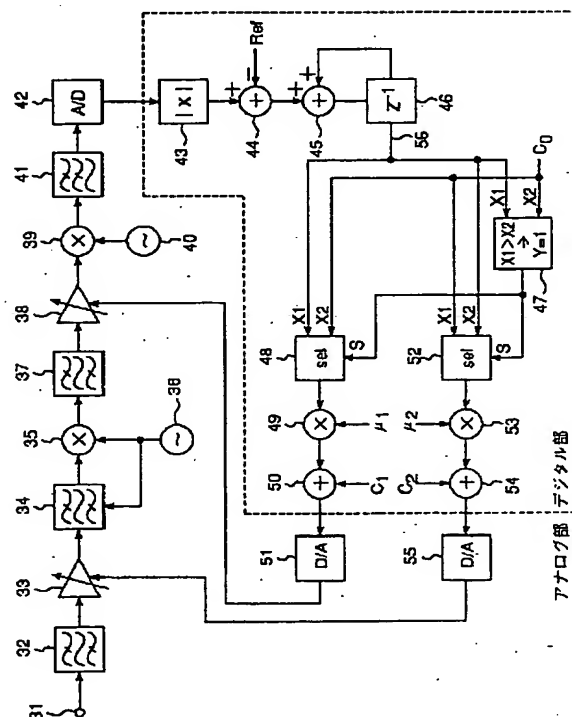 31
32
33
34
35
36
37
38
39
40
41
42
A/D
|X|
43
Ref
+
−
+
44
+
+
+
45
Z⁻¹
46
56
C0
X1
X2
X1>X2
⇒
Y=1
47
X1
X2
S
sel
48
X1
X2
S
sel
52
×
49
μ1
μ2
×
53
+
50
C1
C2
+
54
D/A
51
D/A
55
アナログ部
デジタル部